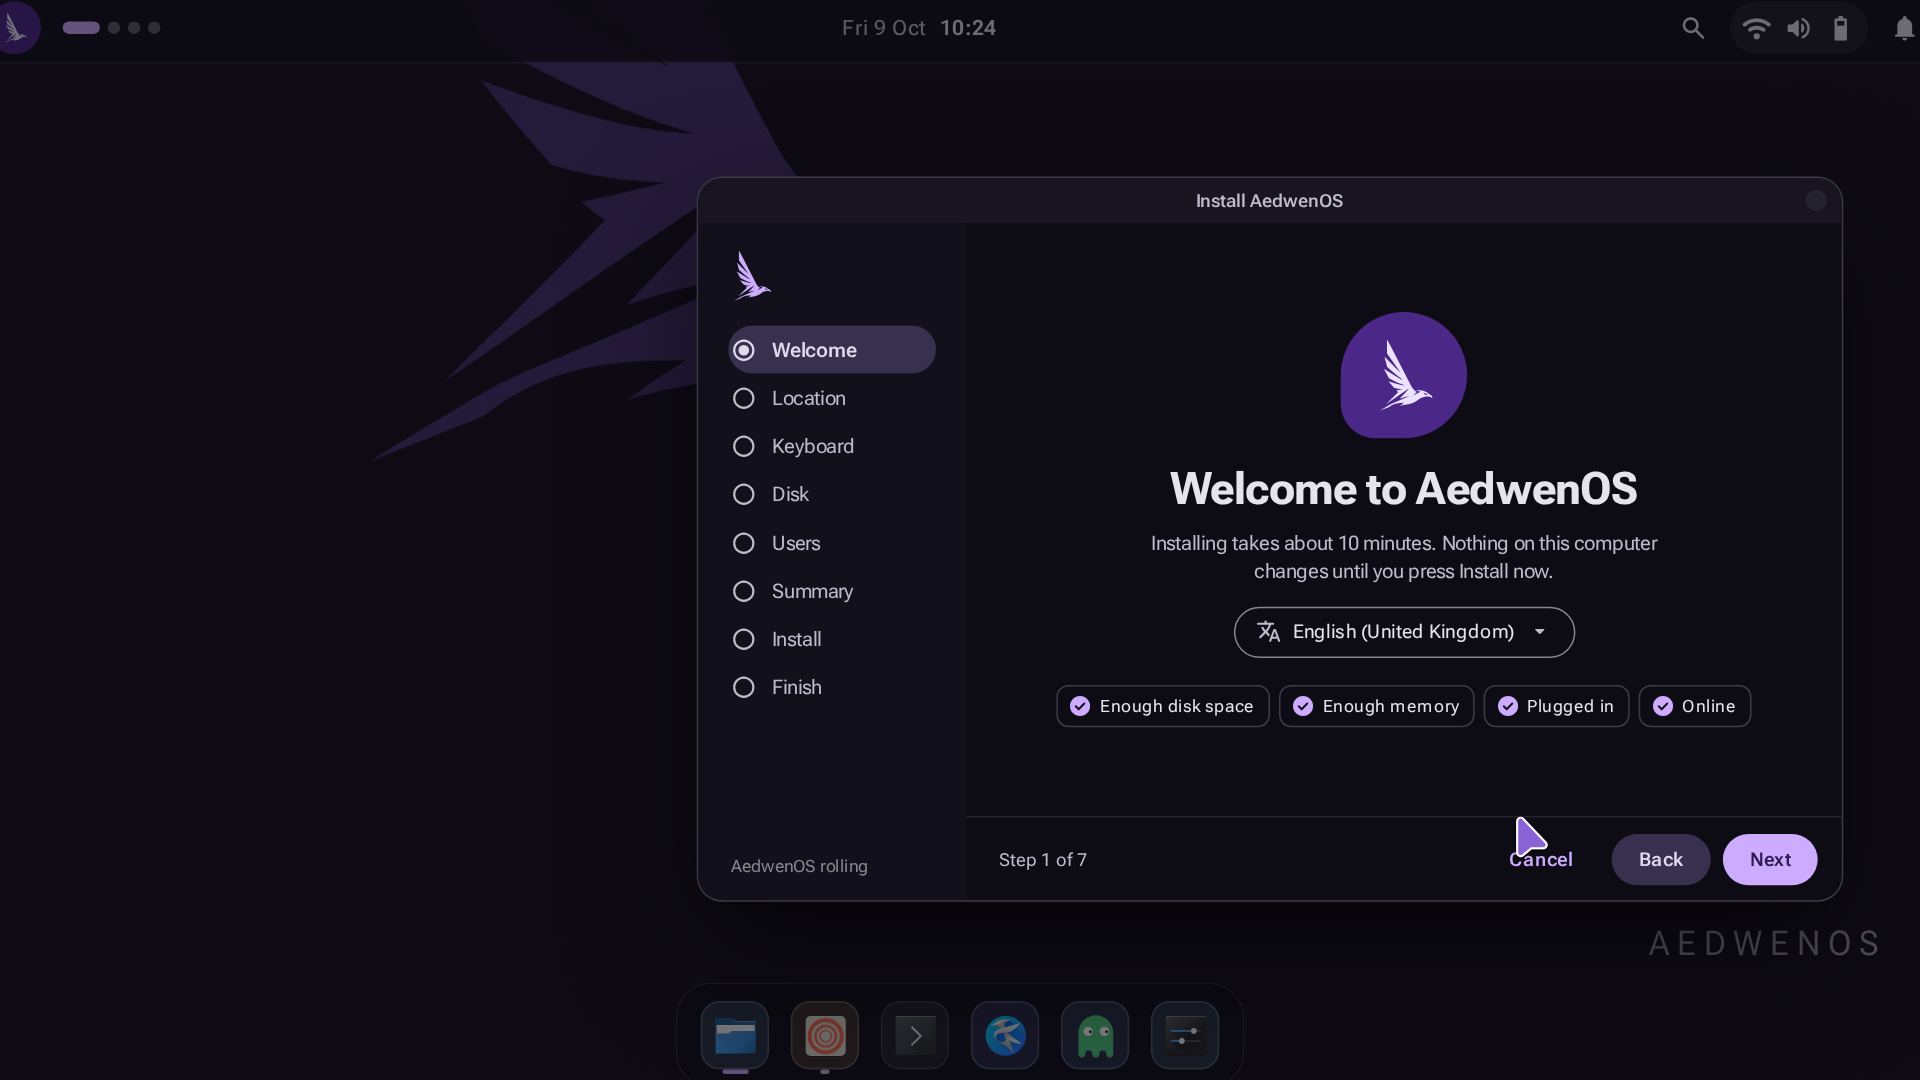 Fri 9 Oct 10:24
Install AedwenOS
Welcome
Location
Keyboard
Disk
Users
Summary
Install
Finish
AedwenOS rolling
Welcome to AedwenOS
Installing takes about 10 minutes. Nothing on this computer
changes until you press Install now.
English (United Kingdom)
Enough disk space
Enough memory
Plugged in
Online
Step 1 of 7
Cancel
Back
Next
AEDWENOS